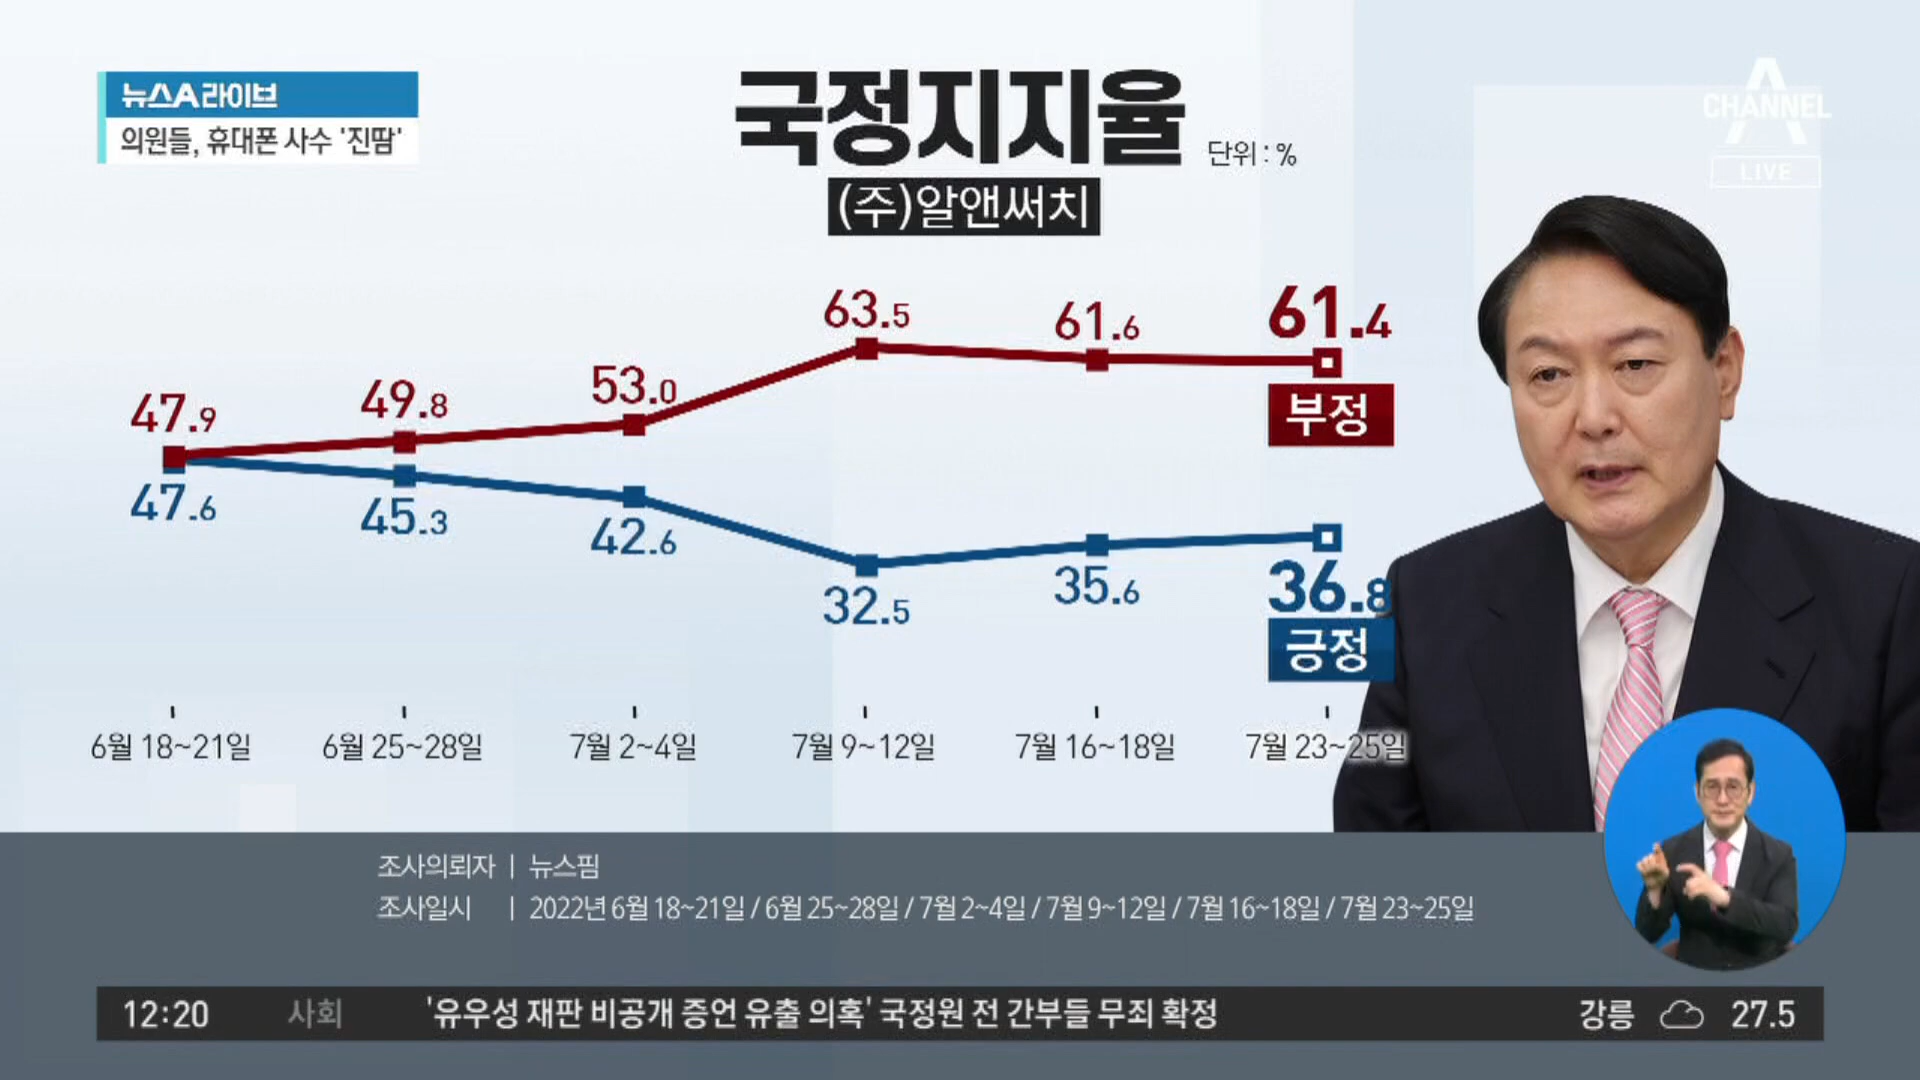 뉴스A라이브
의원들, 휴대폰 사수 '진땀'
CHANNEL A
LIVE
국정지지율
단위 : %
(주)알앤써치
47.9 49.8 53.0 63.5 61.6 61.4
부정
47.6 45.3 42.6 32.5 35.6 36.8
긍정
6월 18~21일 6월 25~28일 7월 2~4일 7월 9~12일 7월 16~18일 7월 23~25일
조사의뢰자 | 뉴스핌
조사일시 | 2022년 6월 18~21일 / 6월 25~28일 / 7월 2~4일 / 7월 9~12일 / 7월 16~18일 / 7월 23~25일
12:20 사회 '유우성 재판 비공개 증언 유출 의혹' 국정원 전 간부들 무죄 확정 강릉 27.5